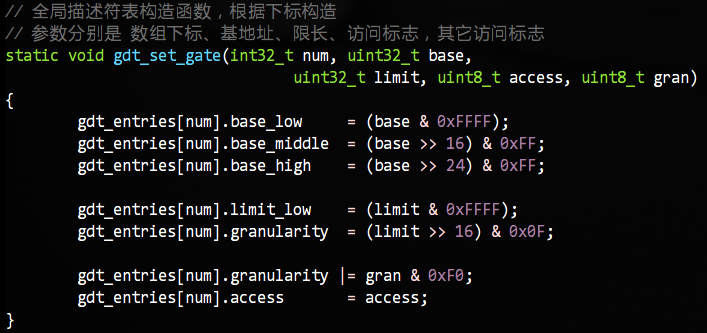 // 全局描述符表构造函数，根据下标构造
// 参数分别是 数组下标、基地址、限长、访问标志，其它访问标志
static void gdt_set_gate(int32_t num, uint32_t base,
uint32_t limit, uint8_t access, uint8_t gran)
{
gdt_entries[num].base_low = (base & 0xFFFF);
gdt_entries[num].base_middle = (base >> 16) & 0xFF;
gdt_entries[num].base_high = (base >> 24) & 0xFF;
gdt_entries[num].limit_low = (limit & 0xFFFF);
gdt_entries[num].granularity = (limit >> 16) & 0x0F;
gdt_entries[num].granularity |= gran & 0xF0;
gdt_entries[num].access = access;
}